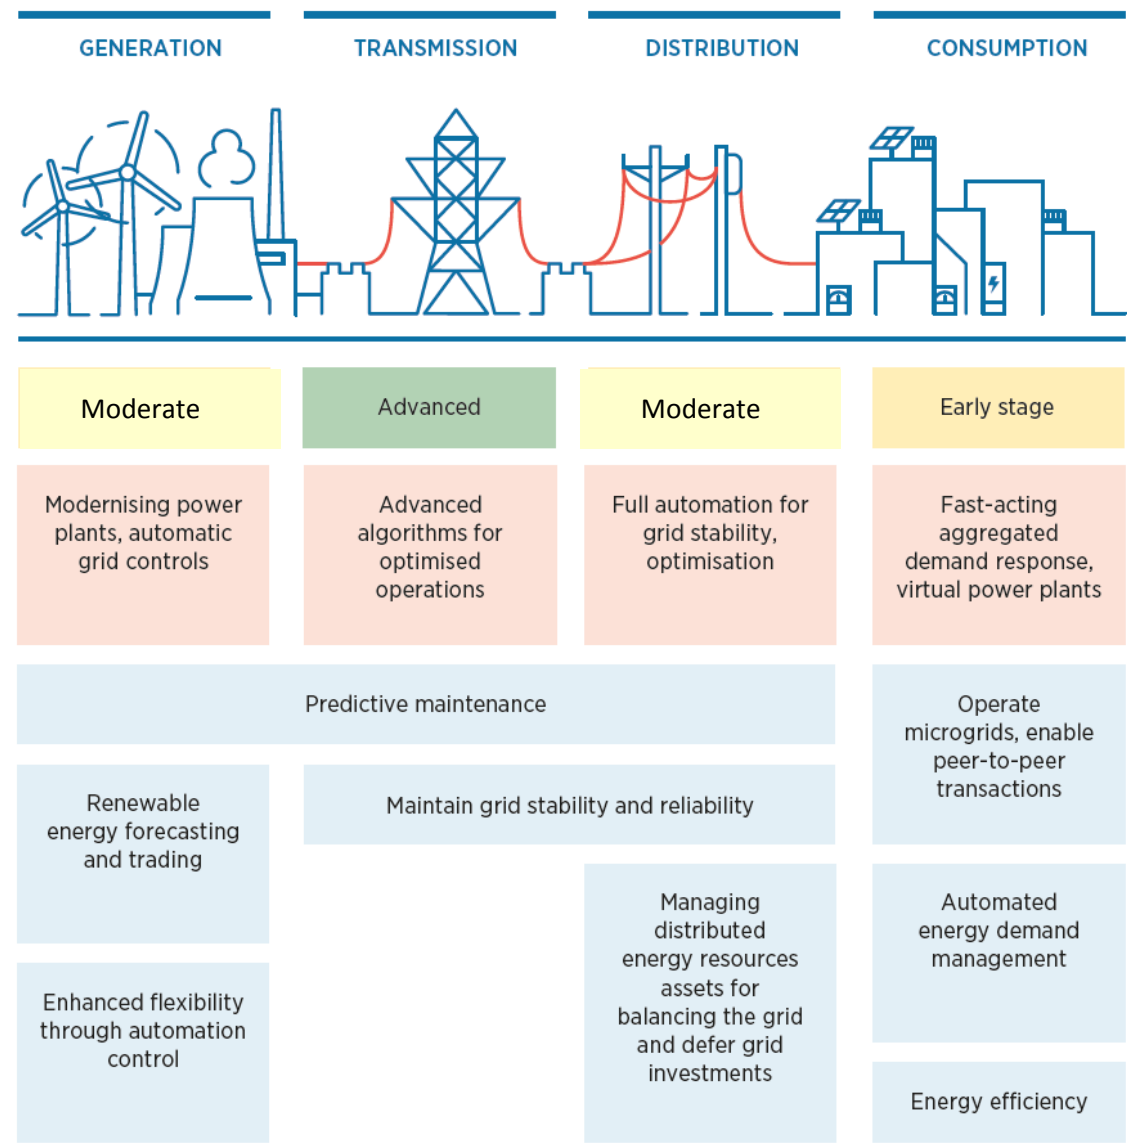 GENERATION
TRANSMISSION
DISTRIBUTION
CONSUMPTION
Moderate
Advanced
Moderate
Early stage
Modernising power
plants, automatic
grid controls
Advanced
algorithms for
optimised
operations
Full automation for
grid stability,
optimisation
Fast-acting
aggregated
demand response,
virtual power plants
Predictive maintenance
Operate
microgrids, enable
peer-to-peer
transactions
Renewable
energy forecasting
and trading
Maintain grid stability and reliability
Managing
distributed
energy resources
assets for
balancing the grid
and defer grid
investments
Automated
energy demand
management
Enhanced flexibility
through automation
control
Energy efficiency